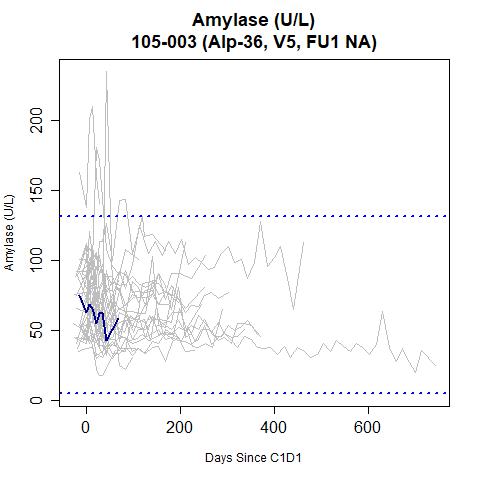 Amylase (U/L)
105-003 (Alp-36, V5, FU1 NA)
Amylase (U/L)
200
150
100
50
0
0 200 400 600
Days Since C1D1